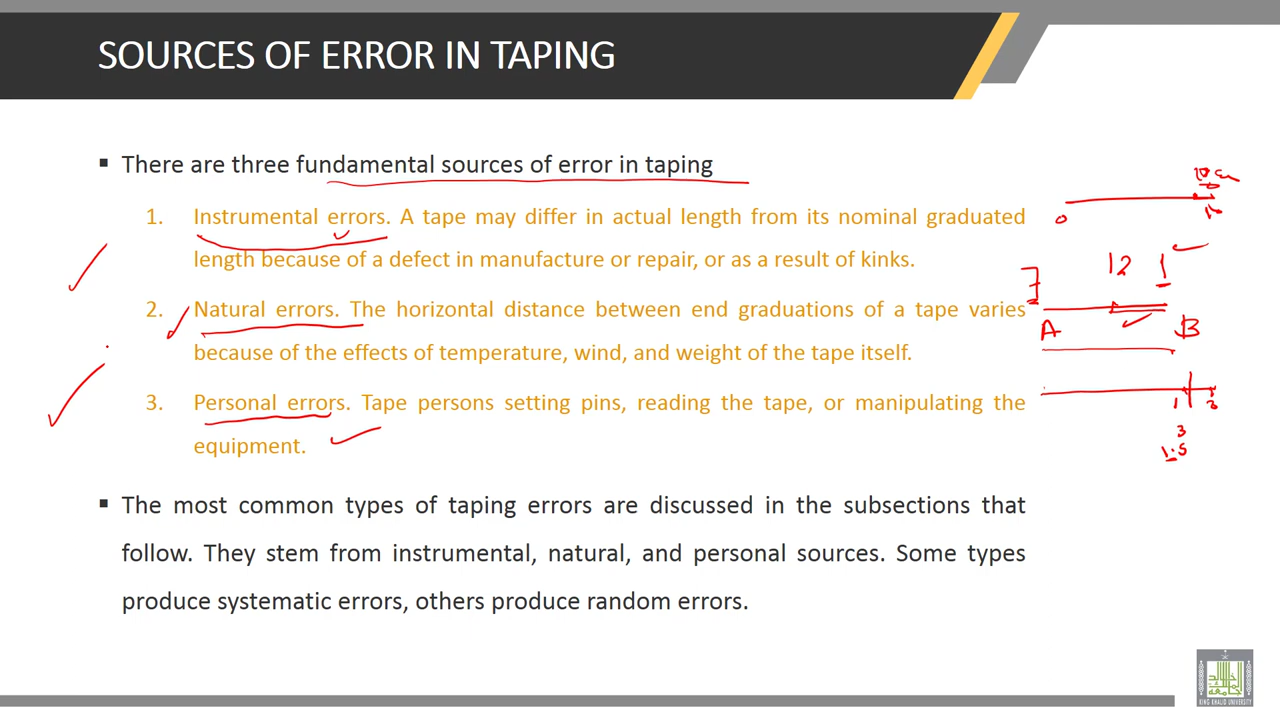 SOURCES OF ERROR IN TAPING
▪ There are three fundamental sources of error in taping
1. Instrumental errors. A tape may differ in actual length from its nominal graduated
length because of a defect in manufacture or repair, or as a result of kinks.
2. Natural errors. The horizontal distance between end graduations of a tape varies
because of the effects of temperature, wind, and weight of the tape itself.
3. Personal errors. Tape persons setting pins, reading the tape, or manipulating the
equipment.
▪ The most common types of taping errors are discussed in the subsections that
follow. They stem from instrumental, natural, and personal sources. Some types
produce systematic errors, others produce random errors.
0
12 1
A B
1 2
3
1.5
KING KHALID UNIVERSITY